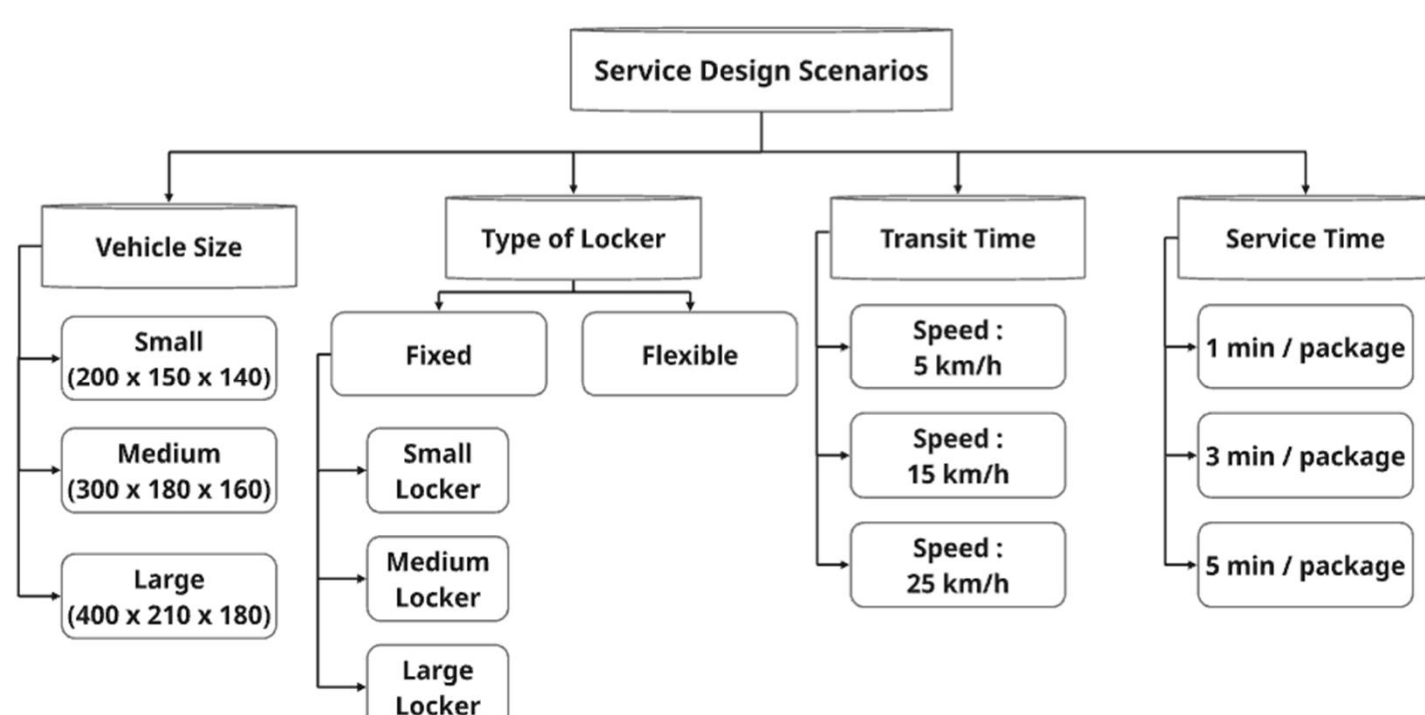 Service Design Scenarios
Vehicle Size
Small
(200 x 150 x 140)
Medium
(300 x 180 x 160)
Large
(400 x 210 x 180)
Type of Locker
Fixed
Flexible
Small
Locker
Medium
Locker
Large
Locker
Transit Time
Speed :
5 km/h
Speed :
15 km/h
Speed :
25 km/h
Service Time
1 min / package
3 min / package
5 min / package